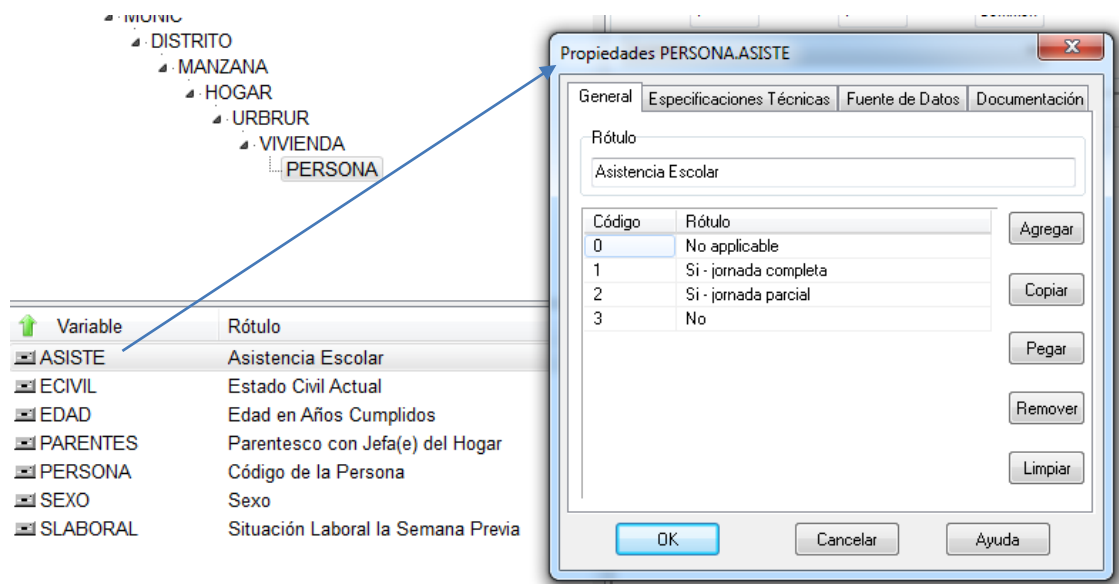 MUNIC
DISTRITO
MANZANA
HOGAR
URBRUR
VIVIENDA
PERSONA
Variable Rótulo
ASISTE Asistencia Escolar
ECIVIL Estado Civil Actual
EDAD Edad en Años Cumplidos
PARENTES Parentesco con Jefa(e) del Hogar
PERSONA Código de la Persona
SEXO Sexo
SLABORAL Situación Laboral la Semana Previa
Propiedades PERSONA.ASISTE
General Especificaciones Técnicas Fuente de Datos Documentación
Rótulo
Asistencia Escolar
Código Rótulo
0 No applicable
1 Si - jornada completa
2 Si - jornada parcial
3 No
Agregar
Copiar
Pegar
Remover
Limpiar
OK Cancelar Ayuda